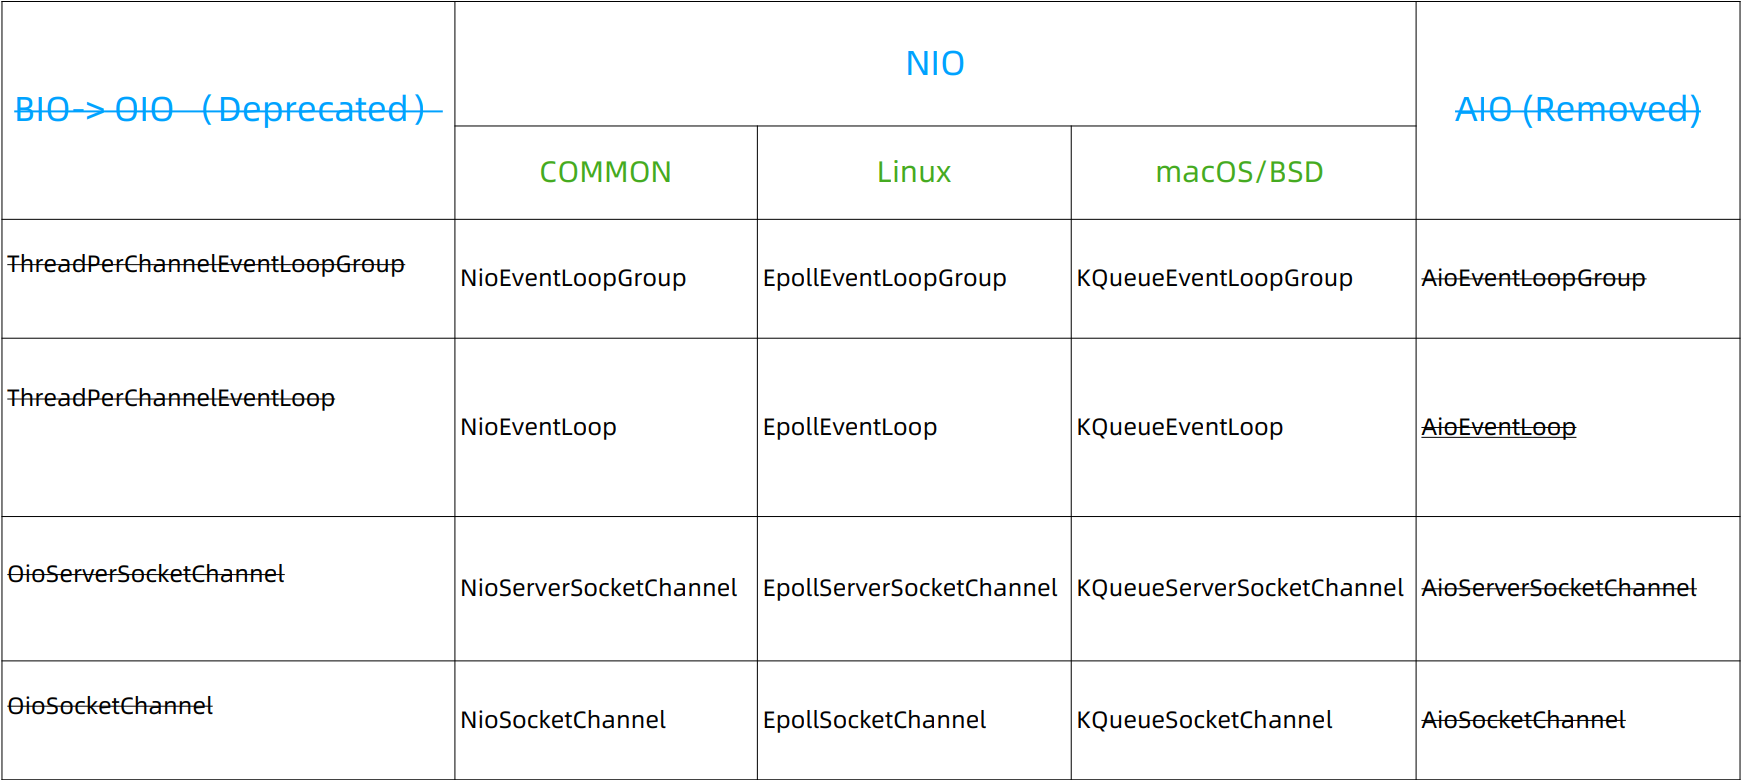 BIO-> OIO （Deprecated）
NIO
AIO (Removed)
COMMON
Linux
macOS/BSD
ThreadPerChannelEventLoopGroup
NioEventLoopGroup
EpollEventLoopGroup
KQueueEventLoopGroup
AioEventLoopGroup
ThreadPerChannelEventLoop
NioEventLoop
EpollEventLoop
KQueueEventLoop
AioEventLoop
OioServerSocketChannel
NioServerSocketChannel
EpollServerSocketChannel
KQueueServerSocketChannel
AioServerSocketChannel
OioSocketChannel
NioSocketChannel
EpollSocketChannel
KQueueSocketChannel
AioSocketChannel